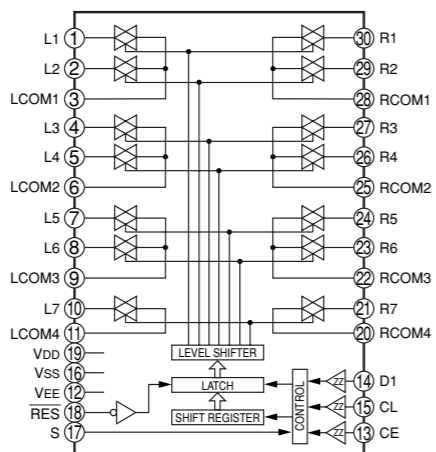 L1 1 30 R1
L2 2 29 R2
LCOM1 3 28 RCOM1
L3 4 27 R3
L4 5 26 R4
LCOM2 6 25 RCOM2
L5 7 24 R5
L6 8 23 R6
LCOM3 9 22 RCOM3
L7 10 21 R7
LCOM4 11 20 RCOM4
VDD 19 LEVEL SHIFTER
VSS 16 LATCH CONTROL ZZ 14 D1
VEE 12 ZZ 15 CL
RES 18 SHIFT REGISTER
S 17 ZZ 13 CE